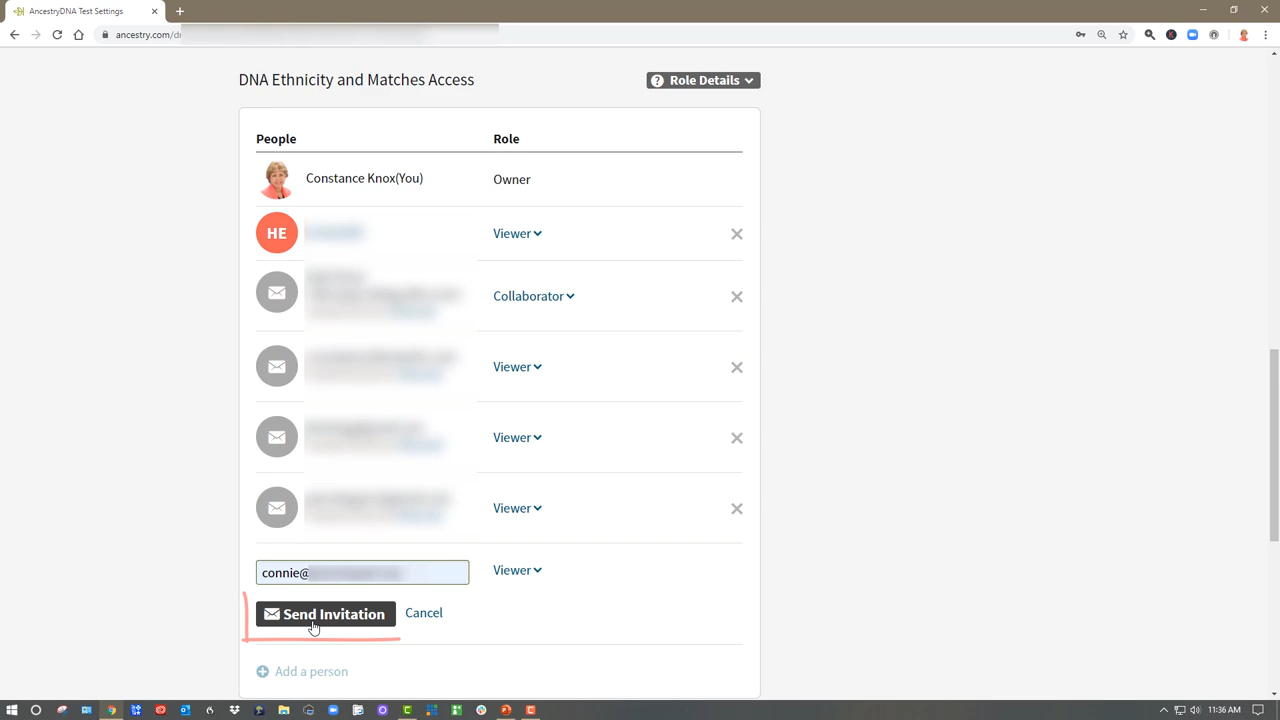 AncestryDNA Test Settings
ancestry.com/d
DNA Ethnicity and Matches Access
Role Details
People Role
Constance Knox(You) Owner
HE Viewer
Collaborator
Viewer
Viewer
Viewer
connie@ Viewer
Send Invitation Cancel
Add a person
11:36 AM